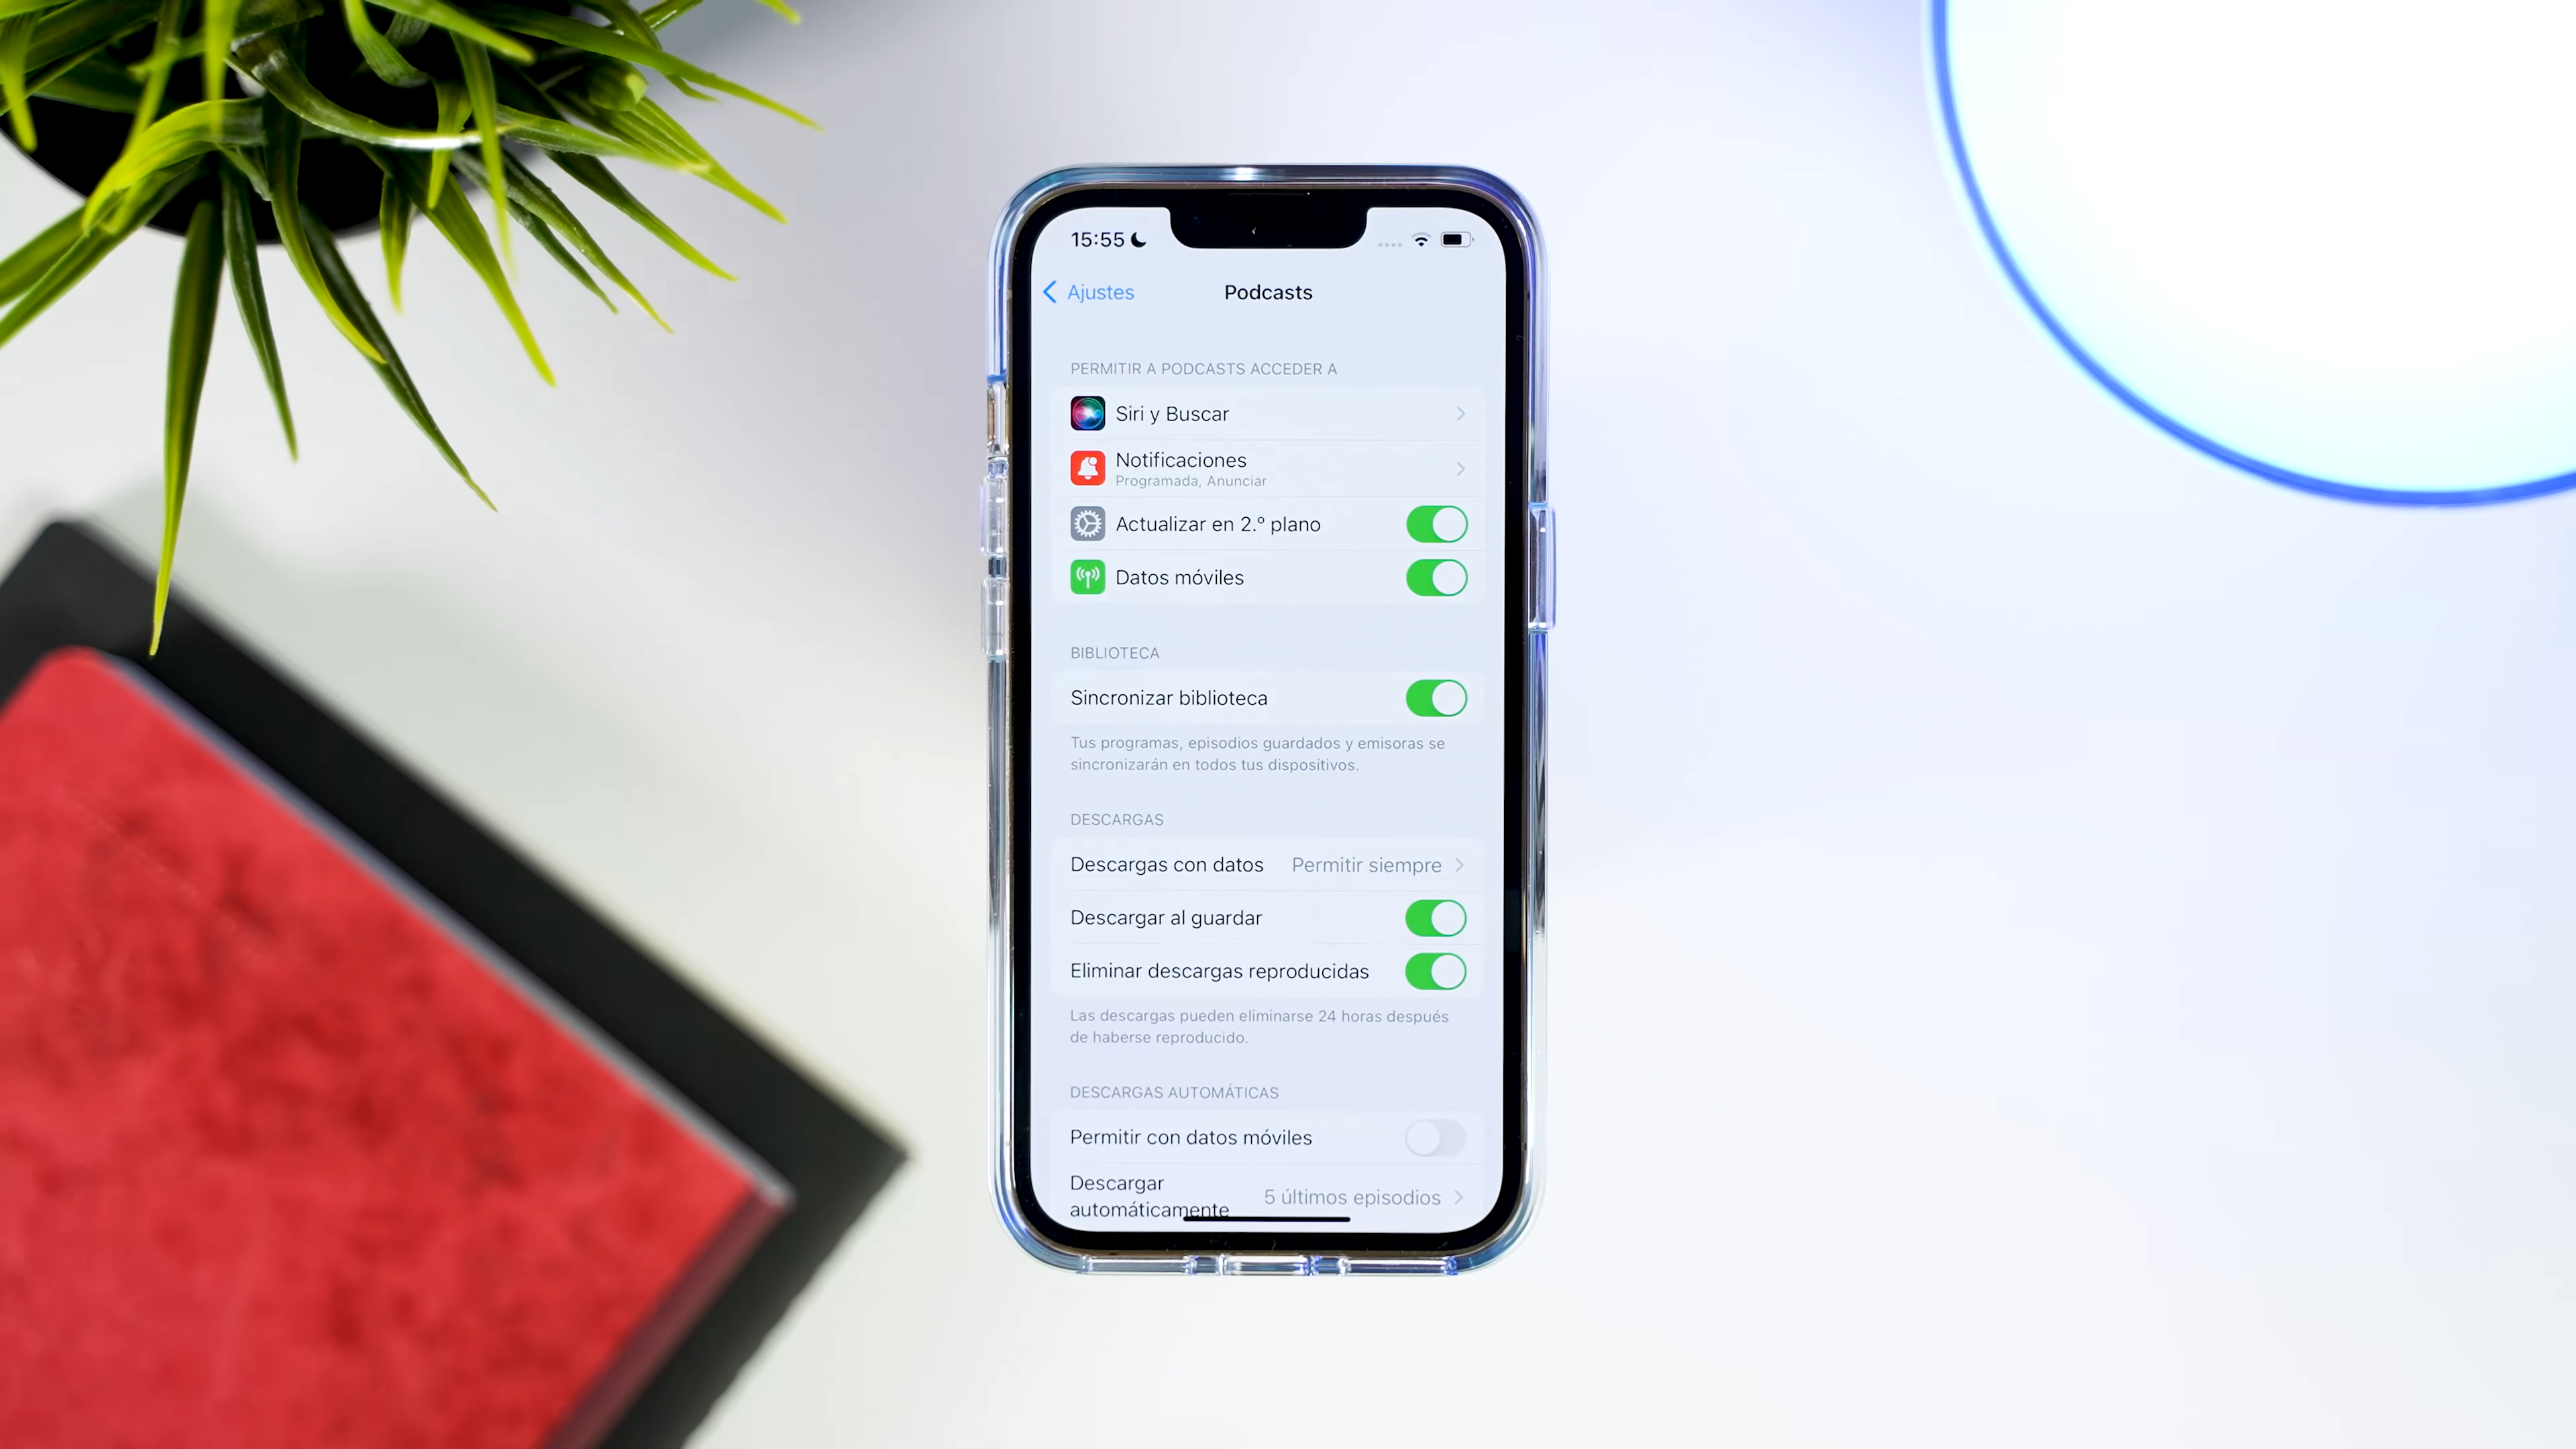 15:55
Ajustes
Podcasts
PERMITIR A PODCASTS ACCEDER A
Siri y Buscar
Notificaciones
Programada, Anunciar
Actualizar en 2.º plano
Datos móviles
BIBLIOTECA
Sincronizar biblioteca
Tus programas, episodios guardados y emisoras se
sincronizarán en todos tus dispositivos.
DESCARGAS
Descargas con datos Permitir siempre
Descargar al guardar
Eliminar descargas reproducidas
Las descargas pueden eliminarse 24 horas después
de haberse reproducido.
DESCARGAS AUTOMÁTICAS
Permitir con datos móviles
Descargar
automáticamente 5 últimos episodios